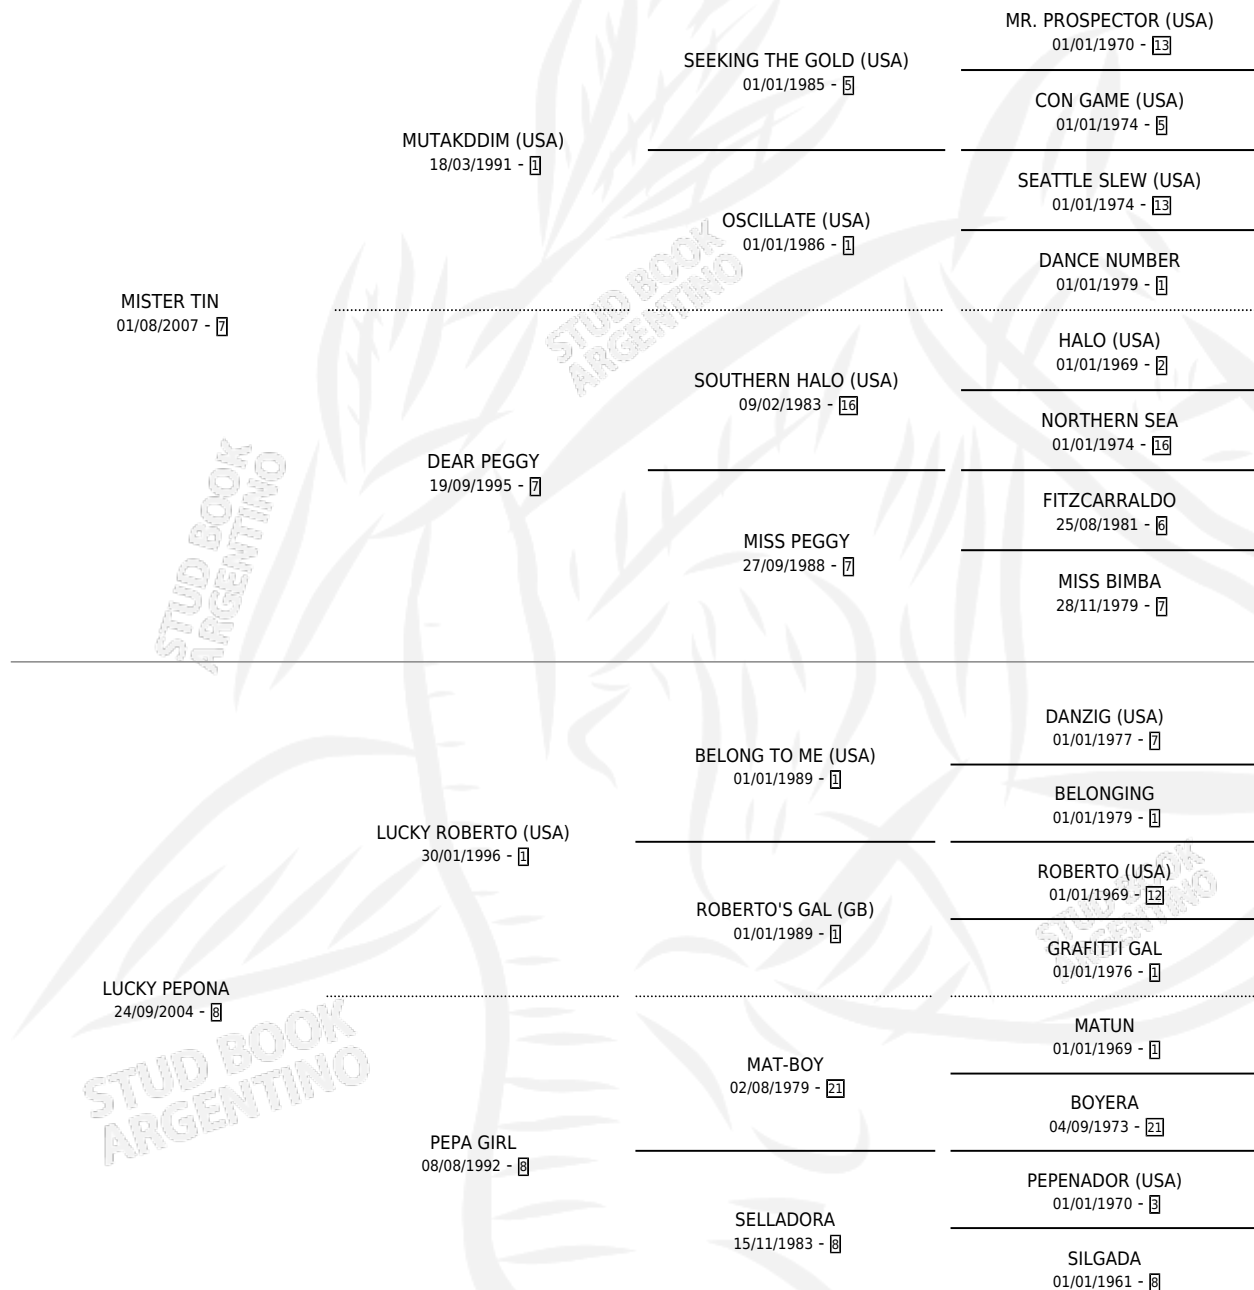 MR. PROSPECTOR (USA)
01/01/1970 - 13
SEEKING THE GOLD (USA)
01/01/1985 - 5
CON GAME (USA)
01/01/1974 - 5
MUTAKDDIM (USA)
18/03/1991 - 1
SEATTLE SLEW (USA)
01/01/1974 - 13
OSCILLATE (USA)
01/01/1986 - 1
DANCE NUMBER
01/01/1979 - 1
MISTER TIN
01/08/2007 - 7
HALO (USA)
01/01/1969 - 2
SOUTHERN HALO (USA)
09/02/1983 - 16
NORTHERN SEA
01/01/1974 - 16
DEAR PEGGY
19/09/1995 - 7
FITZCARRALDO
25/08/1981 - 6
MISS PEGGY
27/09/1988 - 7
MISS BIMBA
28/11/1979 - 7
DANZIG (USA)
01/01/1977 - 7
BELONG TO ME (USA)
01/01/1989 - 1
BELONGING
01/01/1979 - 1
LUCKY ROBERTO (USA)
30/01/1996 - 1
ROBERTO (USA)
01/01/1969 - 12
ROBERTO'S GAL (GB)
01/01/1989 - 1
GRAFITTI GAL
01/01/1976 - 1
LUCKY PEPONA
24/09/2004 - 8
MATUN
01/01/1969 - 1
MAT-BOY
02/08/1979 - 21
BOYERA
04/09/1973 - 21
PEPA GIRL
08/08/1992 - 8
PEPENADOR (USA)
01/01/1970 - 3
SELLADORA
15/11/1983 - 8
SILGADA
01/01/1961 - 8
STUD BOOK
ARGENTINO
STUD BOOK
ARGENTINO
STUD BOOK
ARGENTINO
STUD BOOK
ARGENTINO